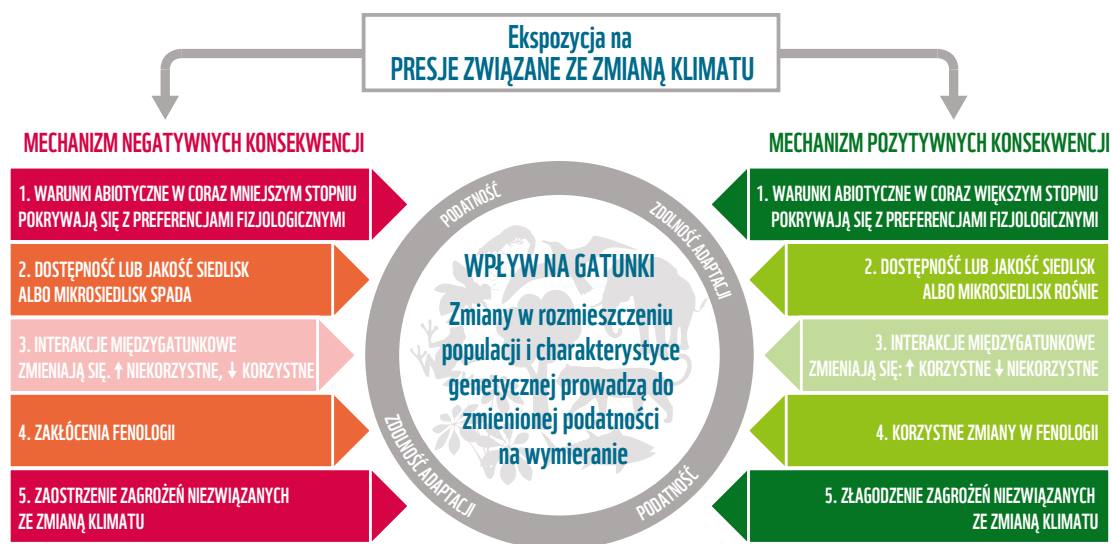 Ekspozycja na
PRESJE ZWIĄZANE ZE ZMIANĄ KLIMATU
MECHANIZM NEGATYWNYCH KONSEKWENCJI
1. WARUNKI ABIOTYCZNE W CORAZ MNIEJSZYM STOPNIU
POKRYWAJĄ SIĘ Z PREFERENCJAMI FIZJOLOGICZNYMI
2. DOSTĘPNOŚĆ LUB JAKOŚĆ SIEDLISK
ALBO MIKROSIEDLISK SPADA
3. INTERAKCJE MIĘDZYGATUNKOWE
ZMIENIAJĄ SIĘ. ↑ NIEKORZYSTNE, ↓ KORZYSTNE
4. ZAKŁÓCENIA FENOLOGII
5. ZAOSTRZENIE ZAGROŻEŃ NIEZWIĄZANYCH
ZE ZMIANĄ KLIMATU
PODATNOŚĆ
ZDOLNOŚĆ ADAPTACJI
WPŁYW NA GATUNKI
Zmiany w rozmieszczeniu
populacji i charakterystyce
genetycznej prowadzą do
zmienionej podatności
na wymieranie
ZDOLNOŚĆ ADAPTACJI
PODATNOŚĆ
MECHANIZM POZYTYWNYCH KONSEKWENCJI
1. WARUNKI ABIOTYCZNE W CORAZ WIĘKSZYM STOPNIU
POKRYWAJĄ SIĘ Z PREFERENCJAMI FIZJOLOGICZNYMI
2. DOSTĘPNOŚĆ LUB JAKOŚĆ SIEDLISK
ALBO MIKROSIEDLISK ROŚNIE
3. INTERAKCJE MIĘDZYGATUNKOWE
ZMIENIAJĄ SIĘ: ↑ KORZYSTNE ↓ NIEKORZYSTNE
4. KORZYSTNE ZMIANY W FENOLOGII
5. ZŁAGODZENIE ZAGROŻEŃ NIEZWIĄZANYCH
ZE ZMIANĄ KLIMATU